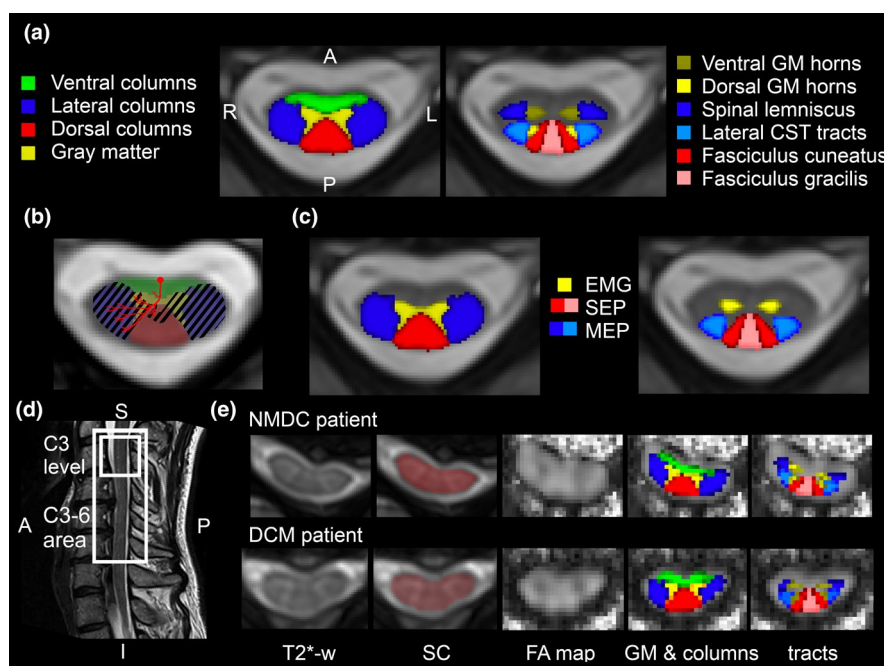 (a)
Ventral columns
Lateral columns
Dorsal columns
Gray matter
A
R
L
P
Ventral GM horns
Dorsal GM horns
Spinal lemniscus
Lateral CST tracts
Fasciculus cuneatus
Fasciculus gracilis
(b)
(c)
EMG
SEP
MEP
(d)
S
C3
level
C3-6
area
A
P
I
(e)
NMDC patient
DCM patient
T2*-w
SC
FA map
GM & columns
tracts